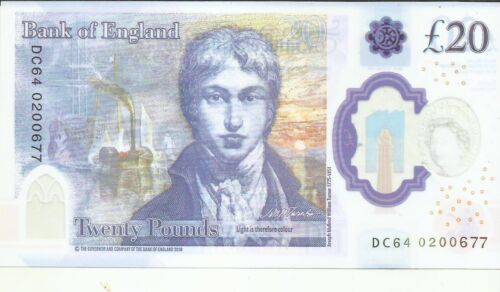 Bank of England
£20
DC64 0200677
Joseph Mallord William Turner 1775-1851
Twenty Pounds
Light is therefore colour
© THE GOVERNOR AND COMPANY OF THE BANK OF ENGLAND 2018
DC64 0200677